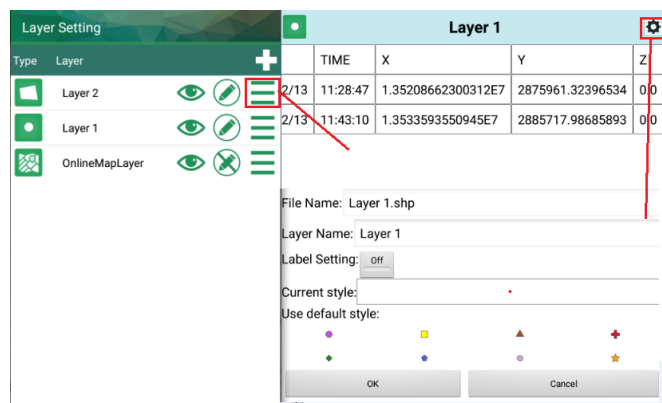 Layer Setting
Type Layer
Layer 2
Layer 1
OnlineMapLayer
Layer 1
TIME X Y Z
2/13 11:28:47 1.35208662300312E7 2875961.32396534 0.0
2/13 11:43:10 1.3533593550945E7 2885717.98685893 0.0
File Name: Layer 1.shp
Layer Name: Layer 1
Label Setting: Off
Current style:
Use default style:
OK Cancel